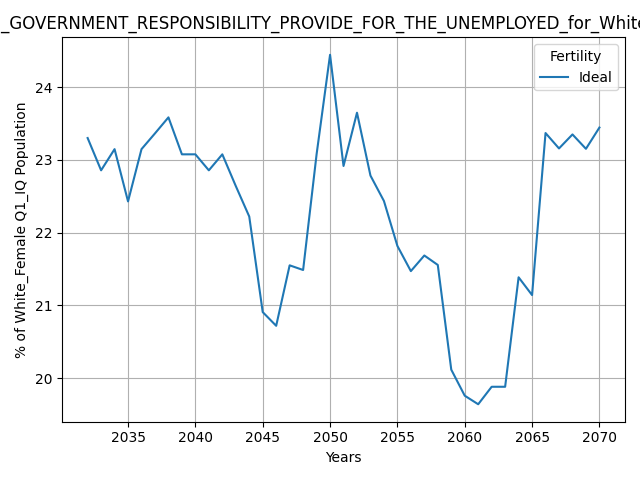 _GOVERNMENT_RESPONSIBILITY_PROVIDE_FOR_THE_UNEMPLOYED_for_White
Fertility
Ideal
24
23
22
21
20
% of White_Female Q1_IQ Population
2035 2040 2045 2050 2055 2060 2065 2070
Years